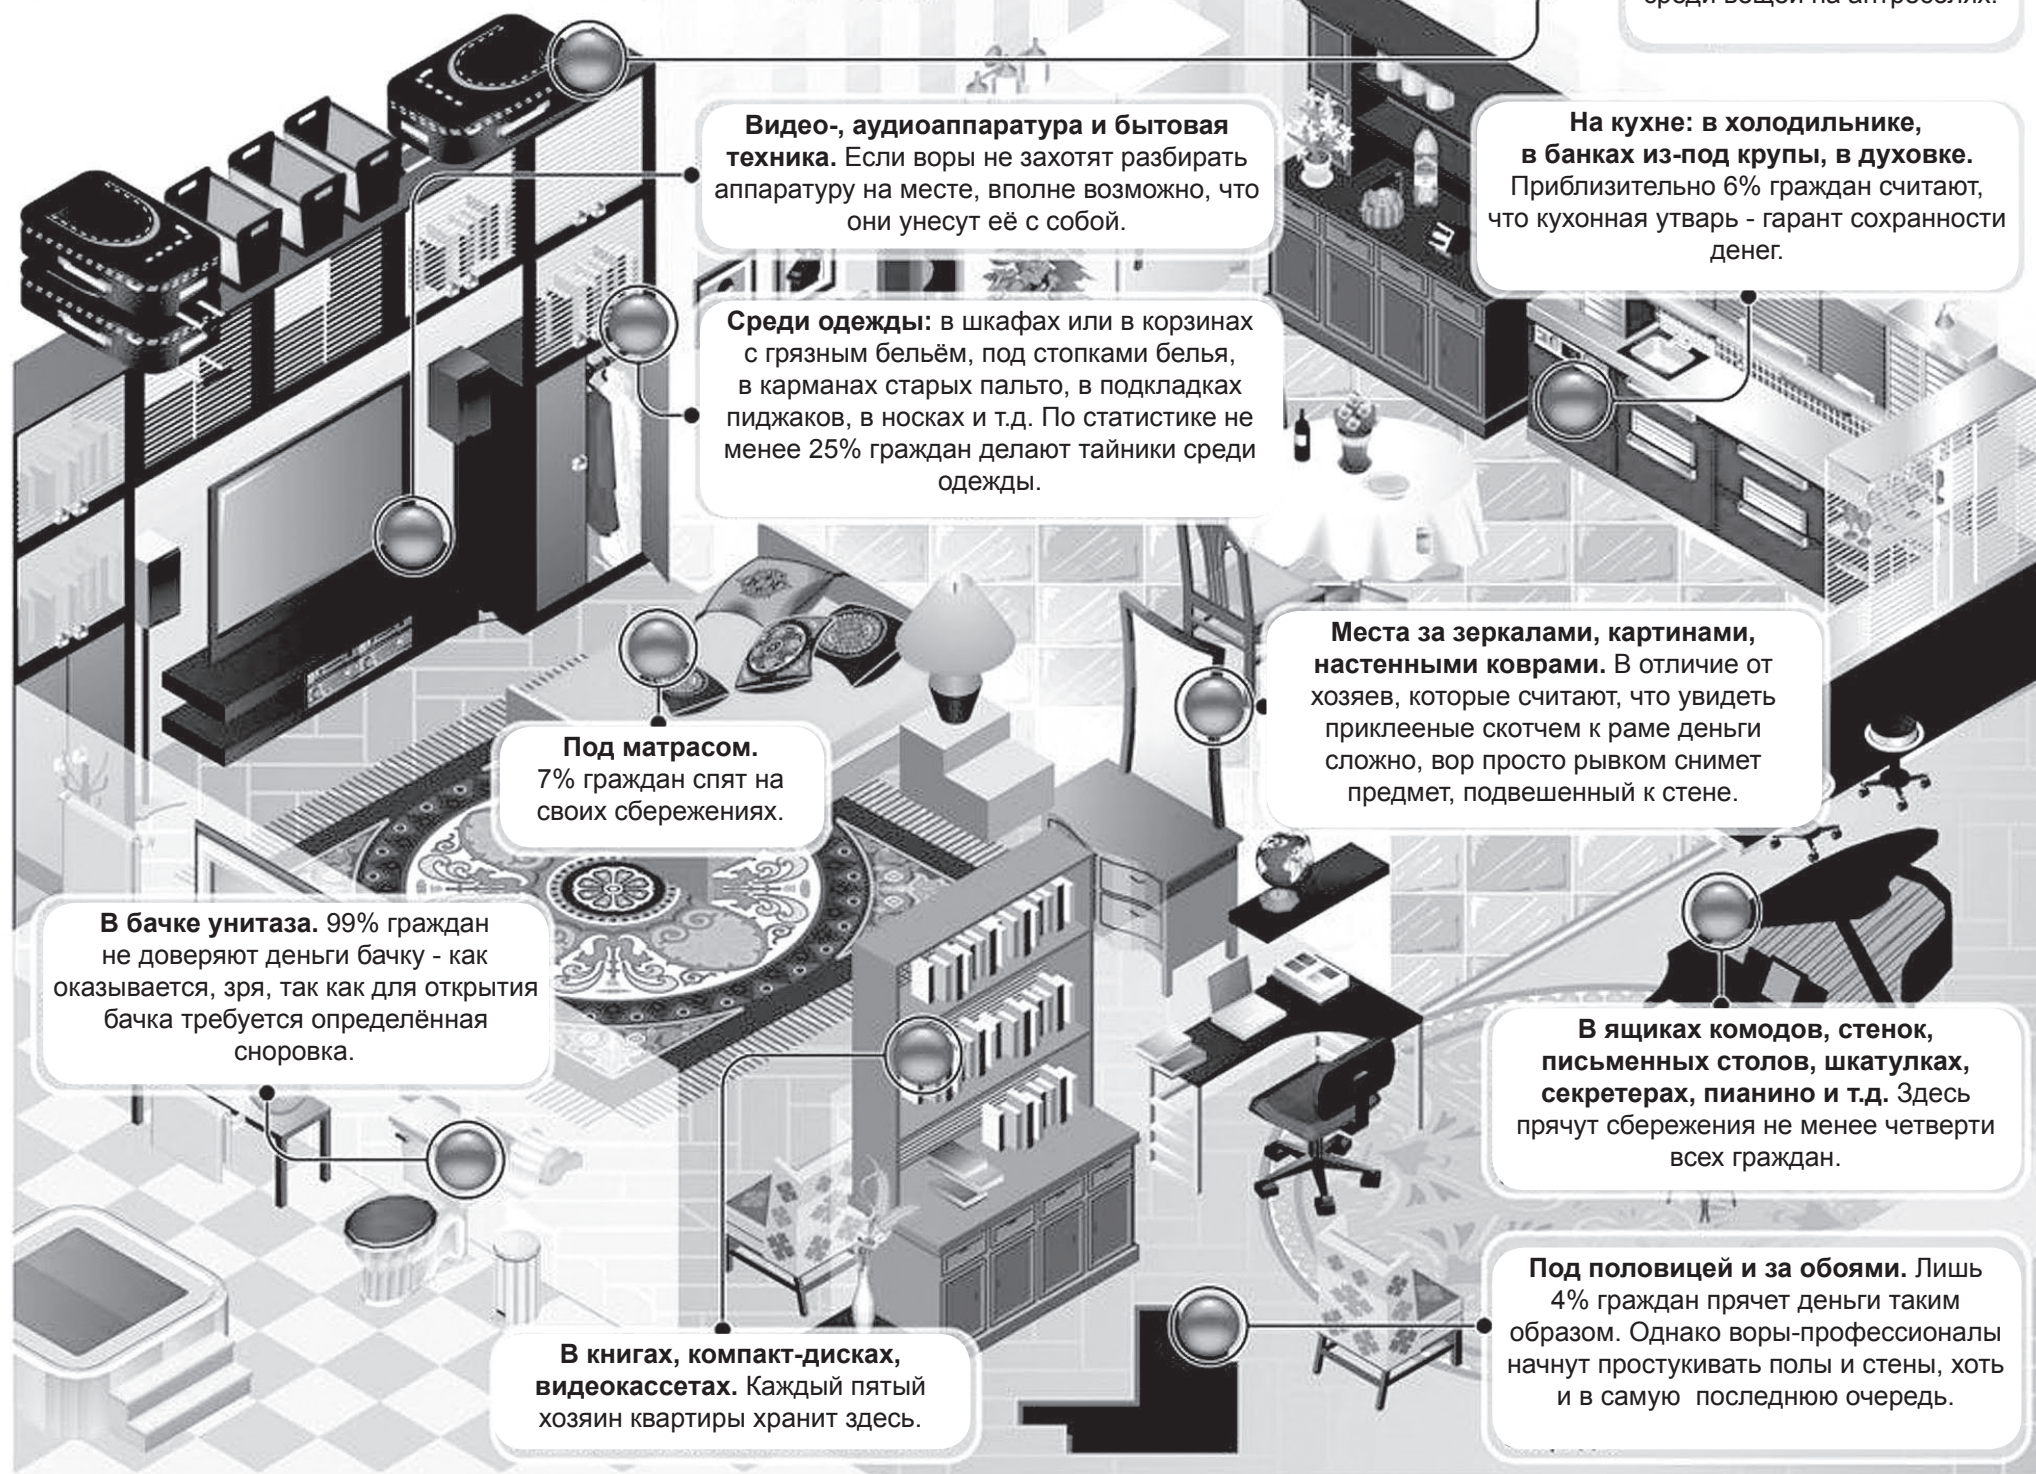 среди вещей на антресолях.
Видео-, аудиоаппаратура и бытовая
техника. Если воры не захотят разбирать
аппаратуру на месте, вполне возможно, что
они унесут её с собой.
На кухне: в холодильнике,
в банках из-под крупы, в духовке.
Приблизительно 6% граждан считают,
что кухонная утварь - гарант сохранности
денег.
Среди одежды: в шкафах или в корзинах
с грязным бельём, под стопками белья,
в карманах старых пальто, в подкладках
пиджаков, в носках и т.д. По статистике не
менее 25% граждан делают тайники среди
одежды.
Места за зеркалами, картинами,
настенными коврами. В отличие от
хозяев, которые считают, что увидеть
приклееные скотчем к раме деньги
сложно, вор просто рывком снимет
предмет, подвешенный к стене.
Под матрасом.
7% граждан спят на
своих сбережениях.
В бачке унитаза. 99% граждан
не доверяют деньги бачку - как
оказывается, зря, так как для открытия
бачка требуется определённая
сноровка.
В ящиках комодов, стенок,
письменных столов, шкатулках,
секретерах, пианино и т.д. Здесь
прячут сбережения не менее четверти
всех граждан.
Под половицей и за обоями. Лишь
4% граждан прячет деньги таким
образом. Однако воры-профессионалы
начнут простукивать полы и стены, хоть
и в самую последнюю очередь.
В книгах, компакт-дисках,
видеокассетах. Каждый пятый
хозяин квартиры хранит здесь.